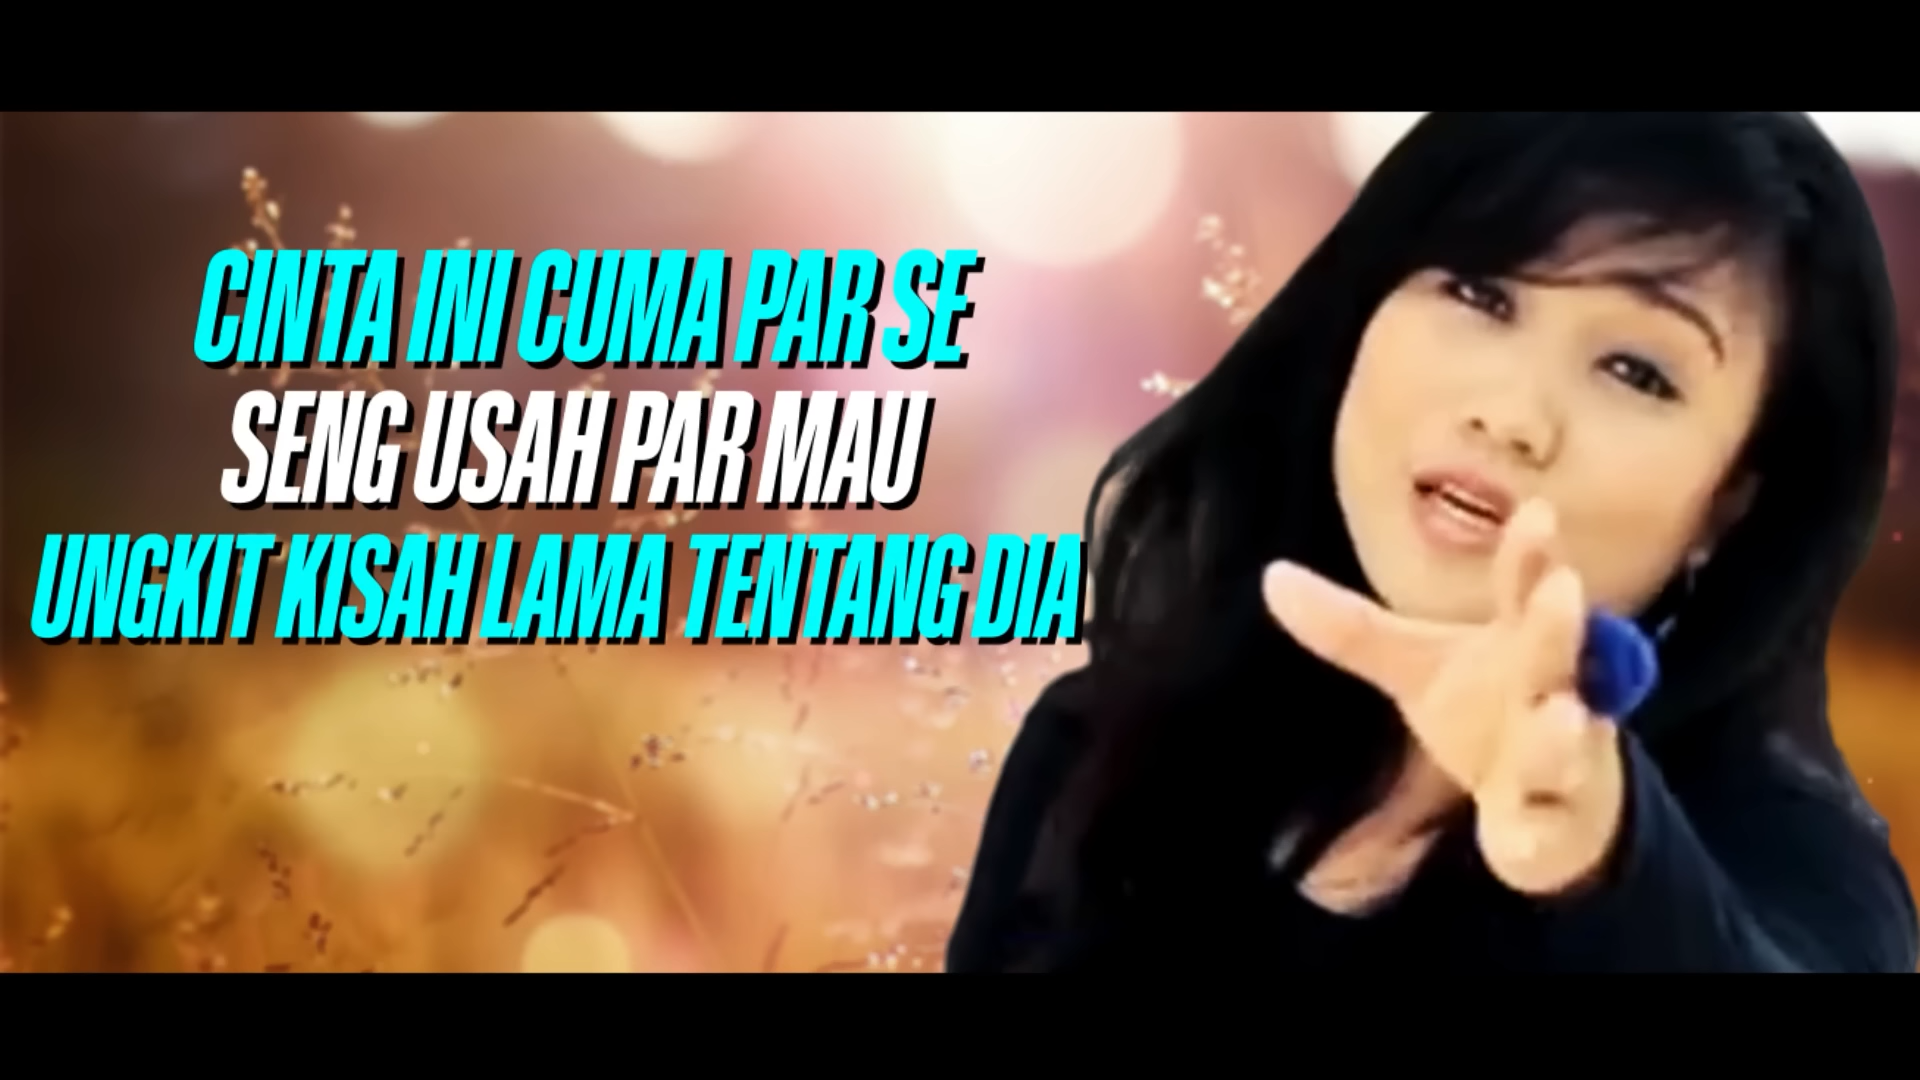 CINTA INI CUMA PAR SE
SENG USAH PAR MAU
UNGKIT KISAH LAMA TENTANG DIA